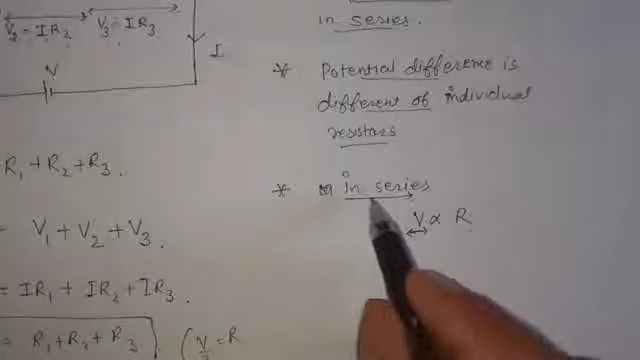 V₂ = IR₂
V₃ = IR₃
I
V
R₁ + R₂ + R₃.
= V₁ + V₂ + V₃.
= IR₁ + IR₂ + IR₃.
= R₁ + R₂ + R₃
in series.
* Potential difference is
different of individual
resistors
* In series
V ∝ R